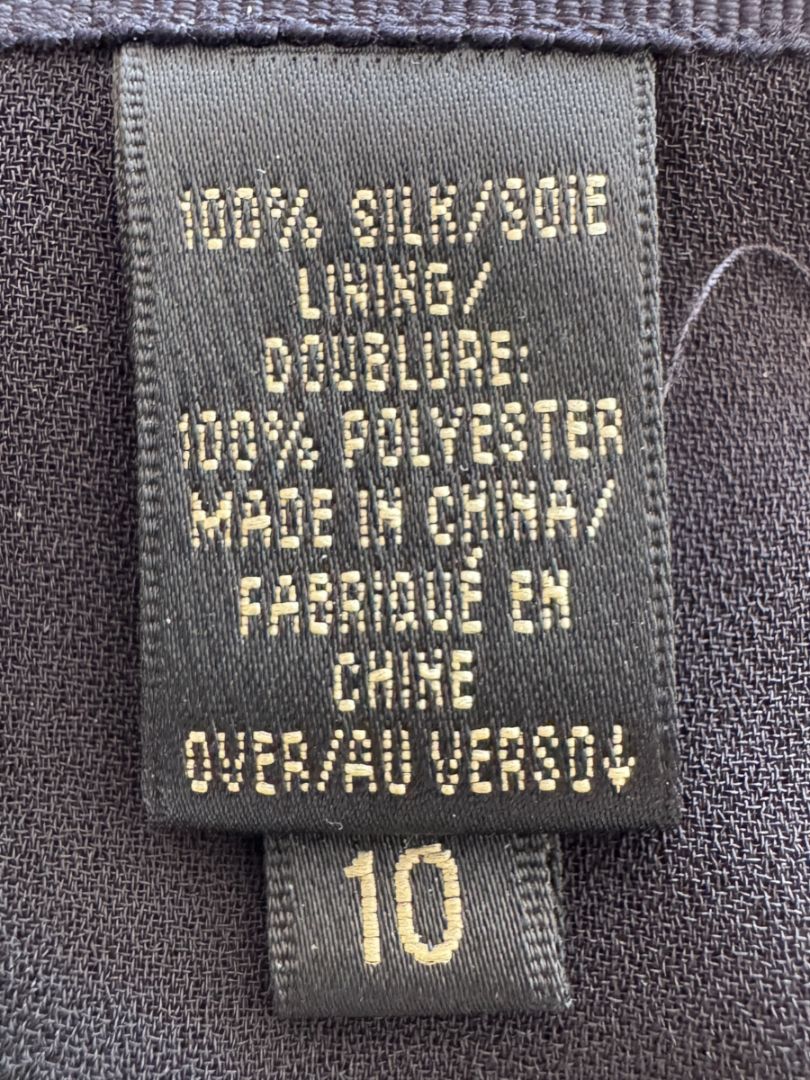 100% SILK/SOIE
LINING/
DOUBLURE:
100% POLYESTER
MADE IN CHINA/
FABRIQUÉ EN
CHINE
OVER/AU VERSO↓
10